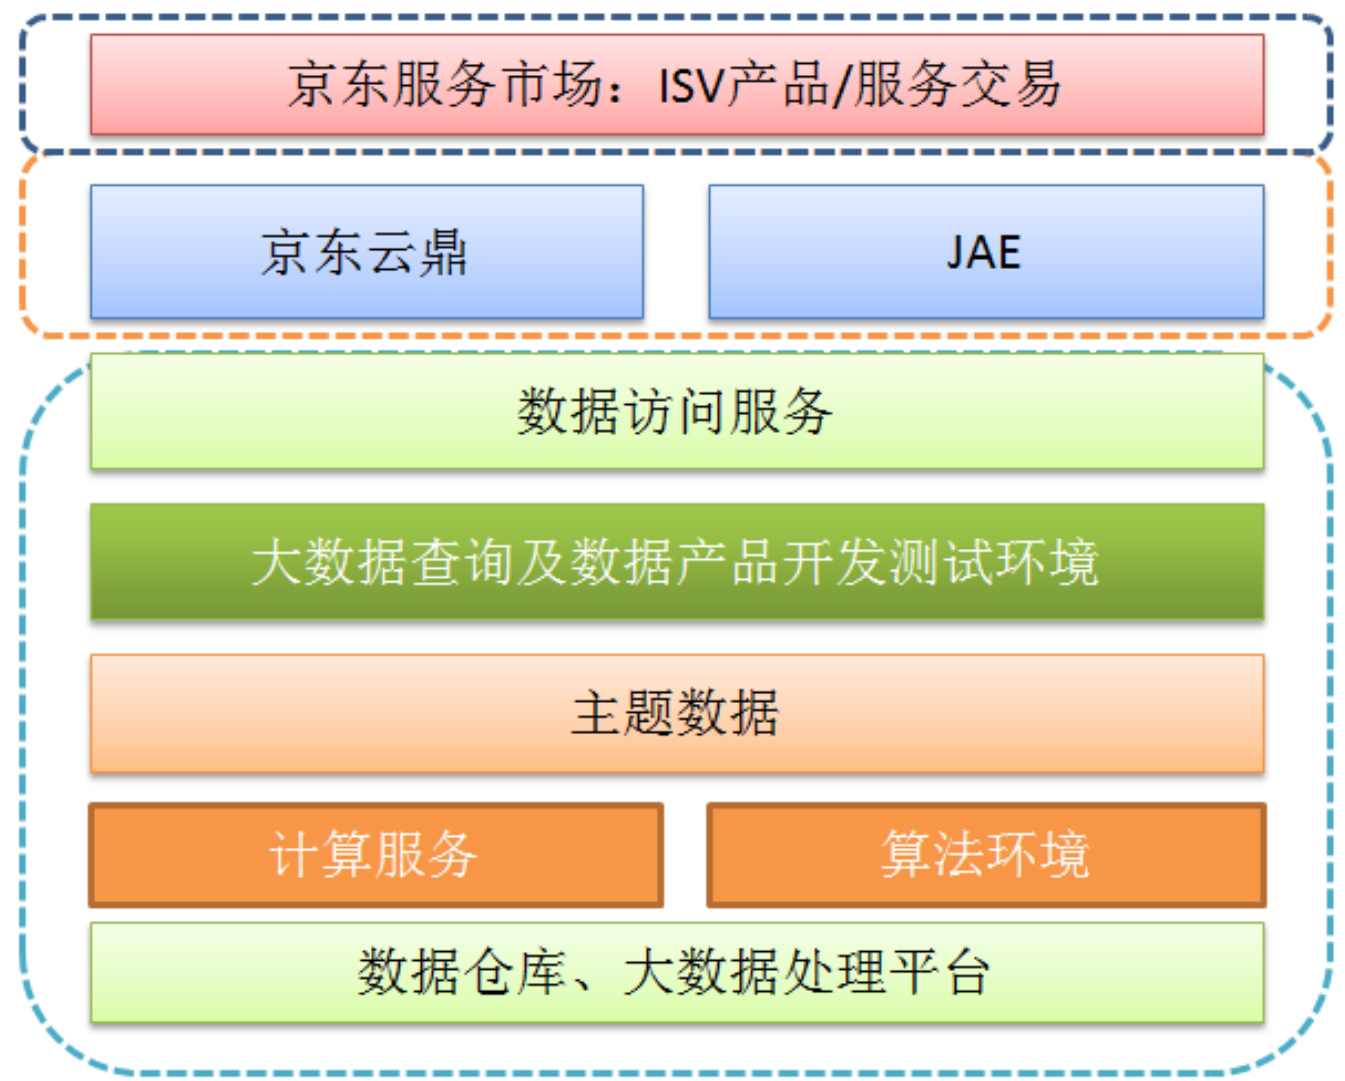 京东服务市场：ISV产品/服务交易
京东云鼎
JAE
数据访问服务
大数据查询及数据产品开发测试环境
主题数据
计算服务
算法环境
数据仓库、大数据处理平台